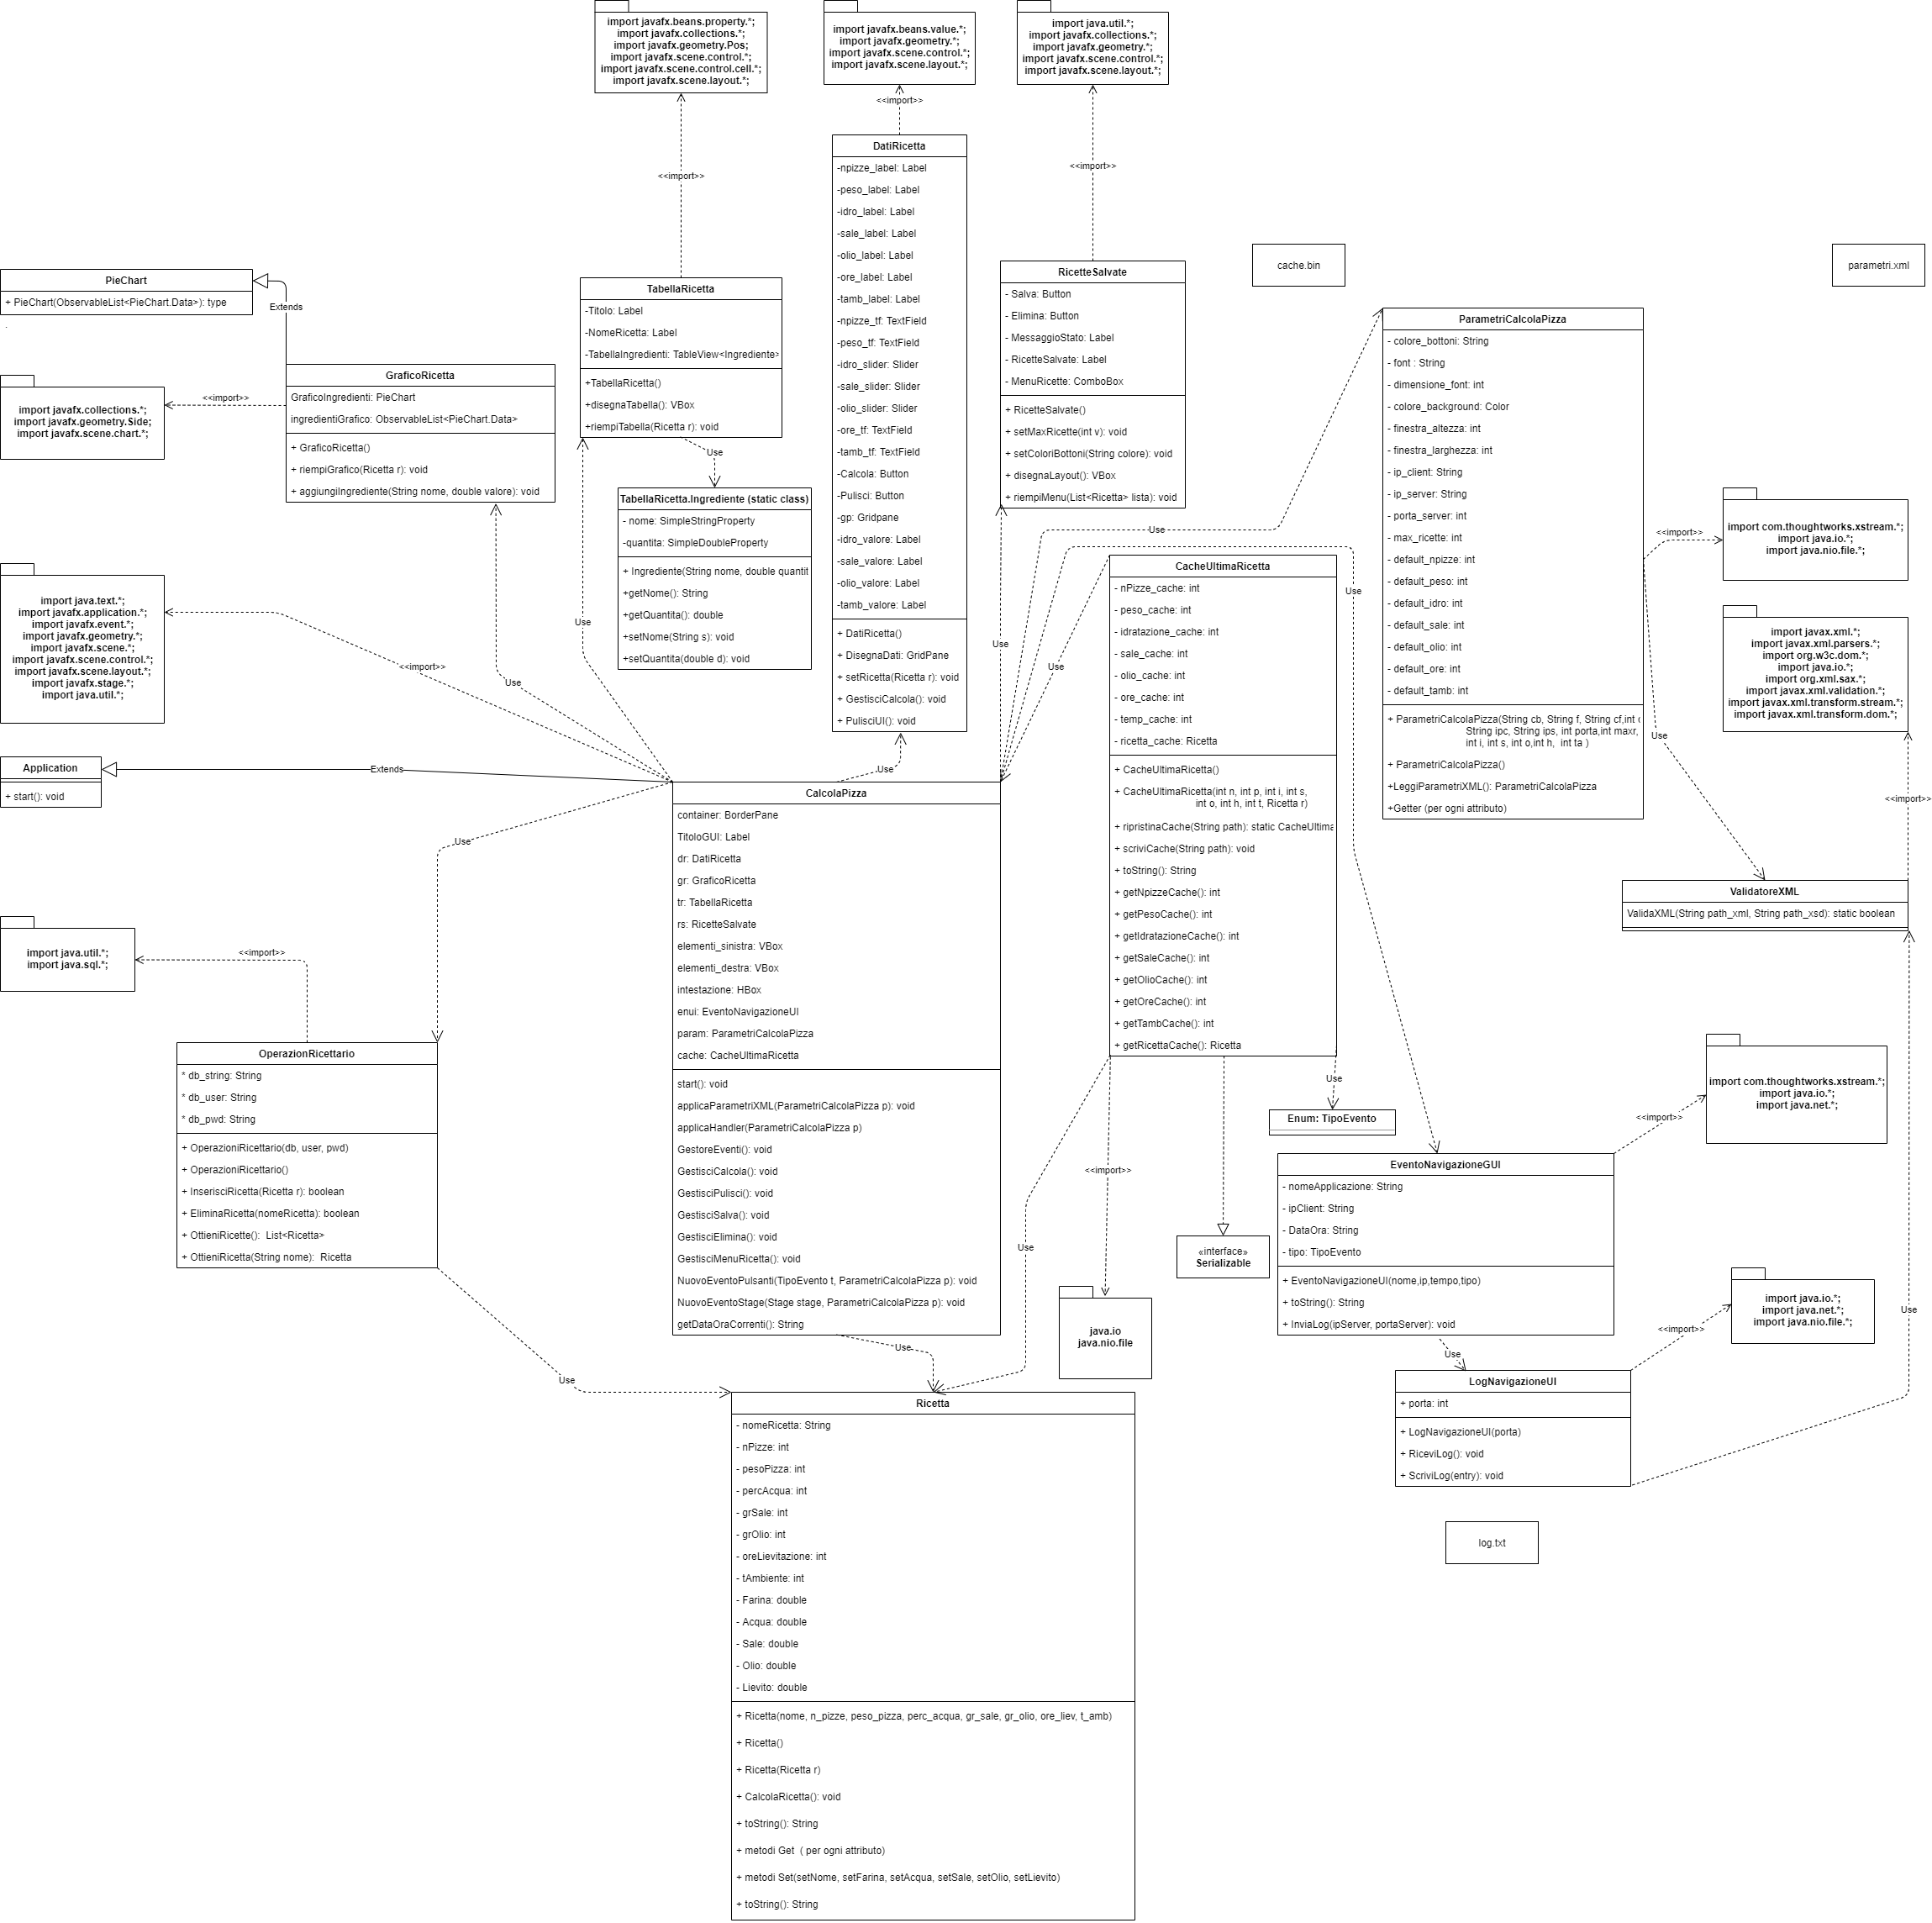 import javafx.beans.property.*;
import javafx.collections.*;
import javafx.geometry.Pos;
import javafx.scene.control.*;
import javafx.scene.control.cell.*;
import javafx.scene.layout.*;
import javafx.beans.value.*;
import javafx.geometry.*;
import javafx.scene.control.*;
import javafx.scene.layout.*;
import java.util.*;
import javafx.collections.*;
import javafx.geometry.*;
import javafx.scene.control.*;
import javafx.scene.layout.*;
<<import>>
<<import>>
<<import>>
DatiRicetta
-npizze_label: Label
-peso_label: Label
-idro_label: Label
-sale_label: Label
-olio_label: Label
-ore_label: Label
-tamb_label: Label
-npizze_tf: TextField
-peso_tf: TextField
-idro_slider: Slider
-sale_slider: Slider
-olio_slider: Slider
-ore_tf: TextField
-tamb_tf: TextField
-Calcola: Button
-Pulisci: Button
-gp: Gridpane
-idro_valore: Label
-sale_valore: Label
-olio_valore: Label
-tamb_valore: Label
+ DatiRicetta()
+ DisegnaDati: GridPane
+ setRicetta(Ricetta r): void
+ GestisciCalcola(): void
+ PulisciUI(): void
RicetteSalvate
- Salva: Button
- Elimina: Button
- MessaggioStato: Label
- RicetteSalvate: Label
- MenuRicette: ComboBox
+ RicetteSalvate()
+ setMaxRicette(int v): void
+ setColoriBottoni(String colore): void
+ disegnaLayout(): VBox
+ riempiMenu(List<Ricetta> lista): void
cache.bin
parametri.xml
PieChart
+ PieChart(ObservableList<PieChart.Data>): type
.
Extends
TabellaRicetta
-Titolo: Label
-NomeRicetta: Label
-TabellaIngredienti: TableView<Ingrediente>
+TabellaRicetta()
+disegnaTabella(): VBox
+riempiTabella(Ricetta r): void
Use
TabellaRicetta.Ingrediente (static class)
- nome: SimpleStringProperty
-quantita: SimpleDoubleProperty
+ Ingrediente(String nome, double quantit
+getNome(): String
+getQuantita(): double
+setNome(String s): void
+setQuantita(double d): void
GraficoRicetta
GraficoIngredienti: PieChart
ingredientiGrafico: ObservableList<PieChart.Data>
+ GraficoRicetta()
+ riempiGrafico(Ricetta r): void
+ aggiungiIngrediente(String nome, double valore): void
<<import>>
import javafx.collections.*;
import javafx.geometry.Side;
import javafx.scene.chart.*;
ParametriCalcolaPizza
- colore_bottoni: String
- font : String
- dimensione_font: int
- colore_background: Color
- finestra_altezza: int
- finestra_larghezza: int
- ip_client: String
- ip_server: String
- porta_server: int
- max_ricette: int
- default_npizze: int
- default_peso: int
- default_idro: int
- default_sale: int
- default_olio: int
- default_ore: int
- default_tamb: int
+ ParametriCalcolaPizza(String cb, String f, String cf,int
String ipc, String ips, int porta,int maxr,
int i, int s, int o,int h,  int ta )
+ ParametriCalcolaPizza()
+LeggiParametriXML(): ParametriCalcolaPizza
+Getter (per ogni attributo)
<<import>>
import com.thoughtworks.xstream.*;
import java.io.*;
import java.nio.file.*;
import javax.xml.*;
import javax.xml.parsers.*;
import org.w3c.dom.*;
import java.io.*;
import org.xml.sax.*;
import javax.xml.validation.*;
import javax.xml.transform.stream.*;
import javax.xml.transform.dom.*;
<<import>>
Use
ValidatoreXML
ValidaXML(String path_xml, String path_xsd): static boolean
import java.text.*;
import javafx.application.*;
import javafx.event.*;
import javafx.geometry.*;
import javafx.scene.*;
import javafx.scene.control.*;
import javafx.scene.layout.*;
import javafx.stage.*;
import java.util.*;
<<import>>
Use
Use
Use
Use
Use
Use
Use
CacheUltimaRicetta
- nPizze_cache: int
- peso_cache: int
- idratazione_cache: int
- sale_cache: int
- olio_cache: int
- ore_cache: int
- temp_cache: int
- ricetta_cache: Ricetta
+ CacheUltimaRicetta()
+ CacheUltimaRicetta(int n, int p, int i, int s,
int o, int h, int t, Ricetta r)
+ ripristinaCache(String path): static CacheUltima
+ scriviCache(String path): void
+ toString(): String
+ getNpizzeCache(): int
+ getPesoCache(): int
+ getIdratazioneCache(): int
+ getSaleCache(): int
+ getOlioCache(): int
+ getOreCache(): int
+ getTambCache(): int
+ getRicettaCache(): Ricetta
Application
+ start(): void
Extends
Use
CalcolaPizza
container: BorderPane
TitoloGUI: Label
dr: DatiRicetta
gr: GraficoRicetta
tr: TabellaRicetta
rs: RicetteSalvate
elementi_sinistra: VBox
elementi_destra: VBox
intestazione: HBox
enui: EventoNavigazioneUI
param: ParametriCalcolaPizza
cache: CacheUltimaRicetta
start(): void
applicaParametriXML(ParametriCalcolaPizza p): void
applicaHandler(ParametriCalcolaPizza p)
GestoreEventi(): void
GestisciCalcola(): void
GestisciPulisci(): void
GestisciSalva(): void
GestisciElimina(): void
GestisciMenuRicetta(): void
NuovoEventoPulsanti(TipoEvento t, ParametriCalcolaPizza p): void
NuovoEventoStage(Stage stage, ParametriCalcolaPizza p): void
getDataOraCorrenti(): String
import java.util.*;
import java.sql.*;
<<import>>
OperazionRicettario
* db_string: String
* db_user: String
* db_pwd: String
+ OperazioniRicettario(db, user, pwd)
+ OperazioniRicettario()
+ InserisciRicetta(Ricetta r): boolean
+ EliminaRicetta(nomeRicetta): boolean
+ OttieniRicette():  List<Ricetta>
+ OttieniRicetta(String nome):  Ricetta
Use
Enum: TipoEvento
<<import>>
Use
«interface»
Serializable
java.io
java.nio.file
EventoNavigazioneGUI
- nomeApplicazione: String
- ipClient: String
- DataOra: String
- tipo: TipoEvento
+ EventoNavigazioneUI(nome,ip,tempo,tipo)
+ toString(): String
+ InviaLog(ipServer, portaServer): void
<<import>>
import com.thoughtworks.xstream.*;
import java.io.*;
import java.net.*;
<<import>>
import java.io.*;
import java.net.*;
import java.nio.file.*;
Use
Use
LogNavigazioneUI
+ porta: int
+ LogNavigazioneUI(porta)
+ RiceviLog(): void
+ ScriviLog(entry): void
log.txt
Use
Use
Ricetta
- nomeRicetta: String
- nPizze: int
- pesoPizza: int
- percAcqua: int
- grSale: int
- grOlio: int
- oreLievitazione: int
- tAmbiente: int
- Farina: double
- Acqua: double
- Sale: double
- Olio: double
- Lievito: double
+ Ricetta(nome, n_pizze, peso_pizza, perc_acqua, gr_sale, gr_olio, ore_liev, t_amb)
+ Ricetta()
+ Ricetta(Ricetta r)
+ CalcolaRicetta(): void
+ toString(): String
+ metodi Get  ( per ogni attributo)
+ metodi Set(setNome, setFarina, setAcqua, setSale, setOlio, setLievito)
+ toString(): String